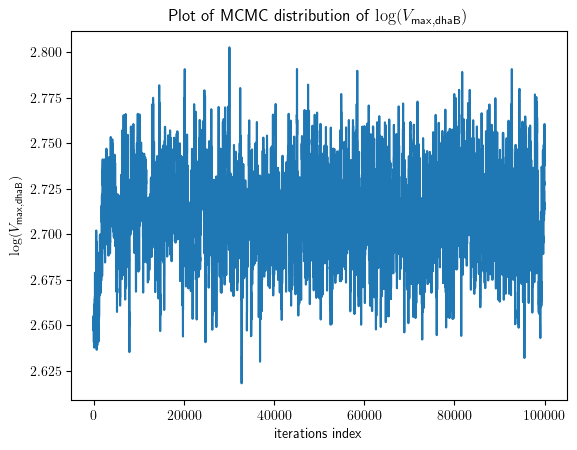 Plot of MCMC distribution of log(V_max,dhaB)
log(V_max,dhaB)
2.800
2.775
2.750
2.725
2.700
2.675
2.650
2.625
0 20000 40000 60000 80000 100000
iterations index